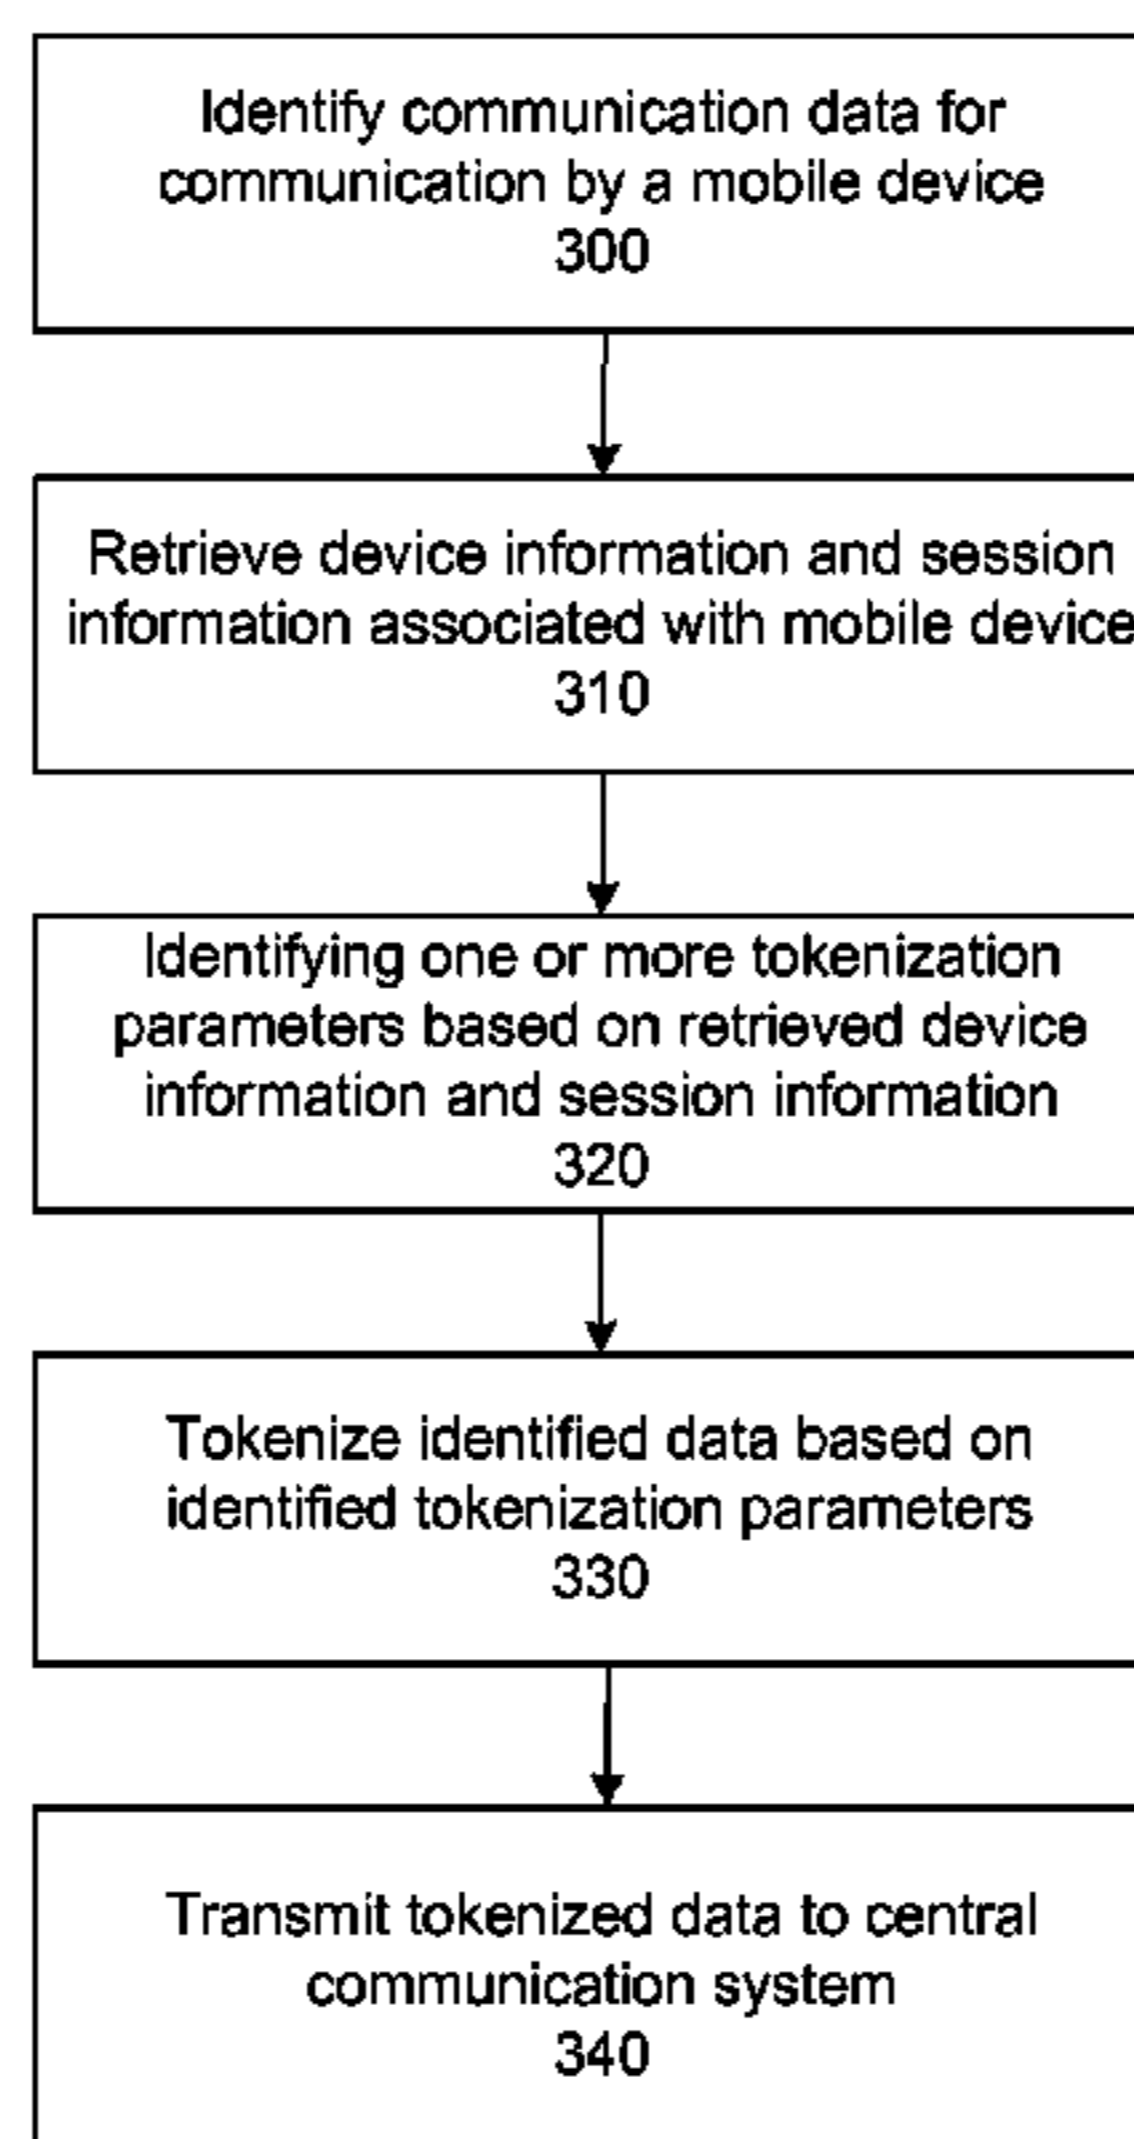 Identify communication data for
communication by a mobile device
300
Retrieve device information and session
information associated with mobile device
310
Identifying one or more tokenization
parameters based on retrieved device
information and session information
320
Tokenize identified data based on
identified tokenization parameters
330
Transmit tokenized data to central
communication system
340